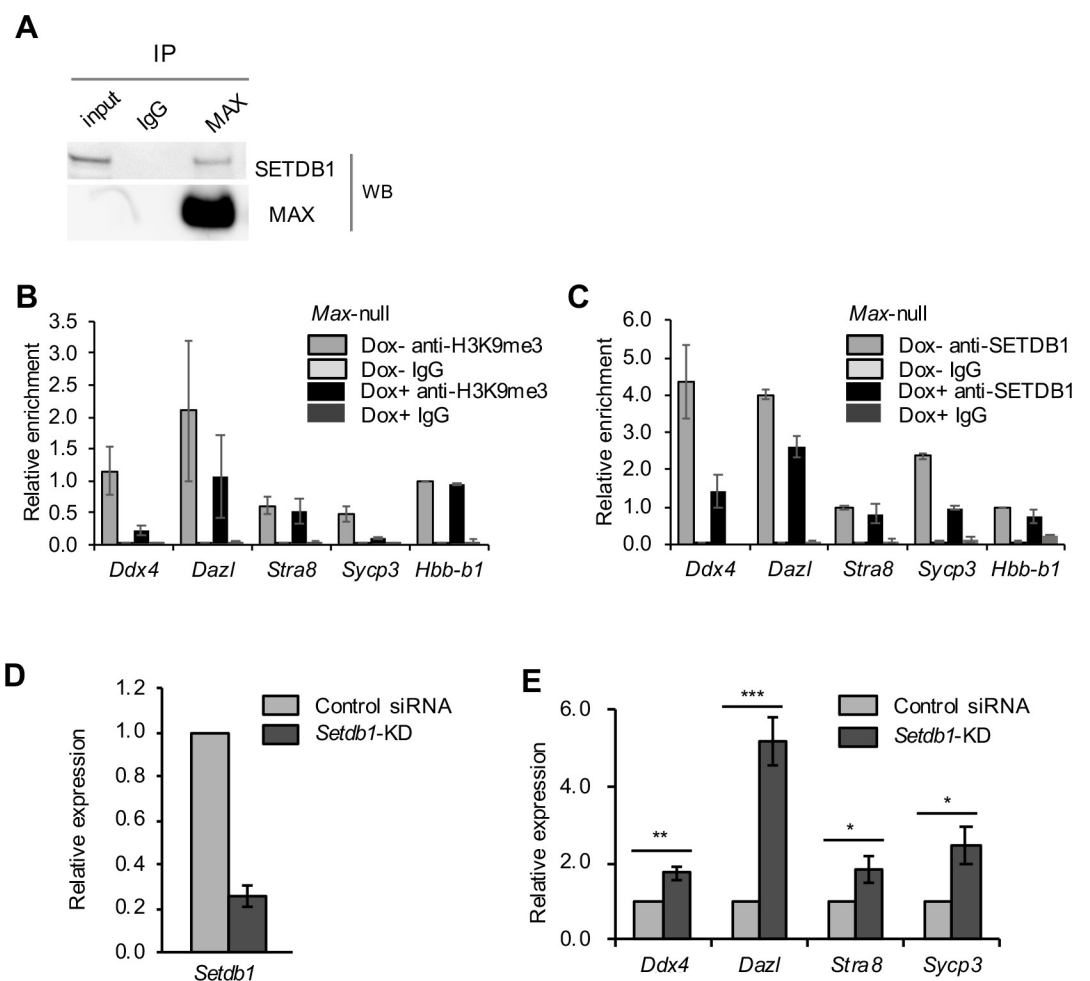 A
IP
input IgG MAX
SETDB1
MAX
WB
B
Max-null
Dox- anti-H3K9me3
Dox- IgG
Dox+ anti-H3K9me3
Dox+ IgG
Relative enrichment
3.5
3.0
2.5
2.0
1.5
1.0
0.5
0.0
Ddx4 Dazl Stra8 Sycp3 Hbb-b1
C
Max-null
Dox- anti-SETDB1
Dox- IgG
Dox+ anti-SETDB1
Dox+ IgG
Relative enrichment
6.0
5.0
4.0
3.0
2.0
1.0
0.0
Ddx4 Dazl Stra8 Sycp3 Hbb-b1
D
Control siRNA
Setdb1-KD
Relative expression
1.2
1.0
0.8
0.6
0.4
0.2
0.0
Setdb1
E
Control siRNA
Setdb1-KD
Relative expression
6.0
4.0
2.0
0.0
**
***
*
*
Ddx4 Dazl Stra8 Sycp3